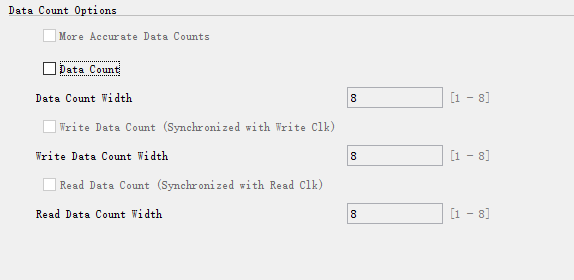 Data Count Options
More Accurate Data Counts
Data Count
Data Count Width 8 [1 - 8]
Write Data Count (Synchronized with Write Clk)
Write Data Count Width 8 [1 - 8]
Read Data Count (Synchronized with Read Clk)
Read Data Count Width 8 [1 - 8]